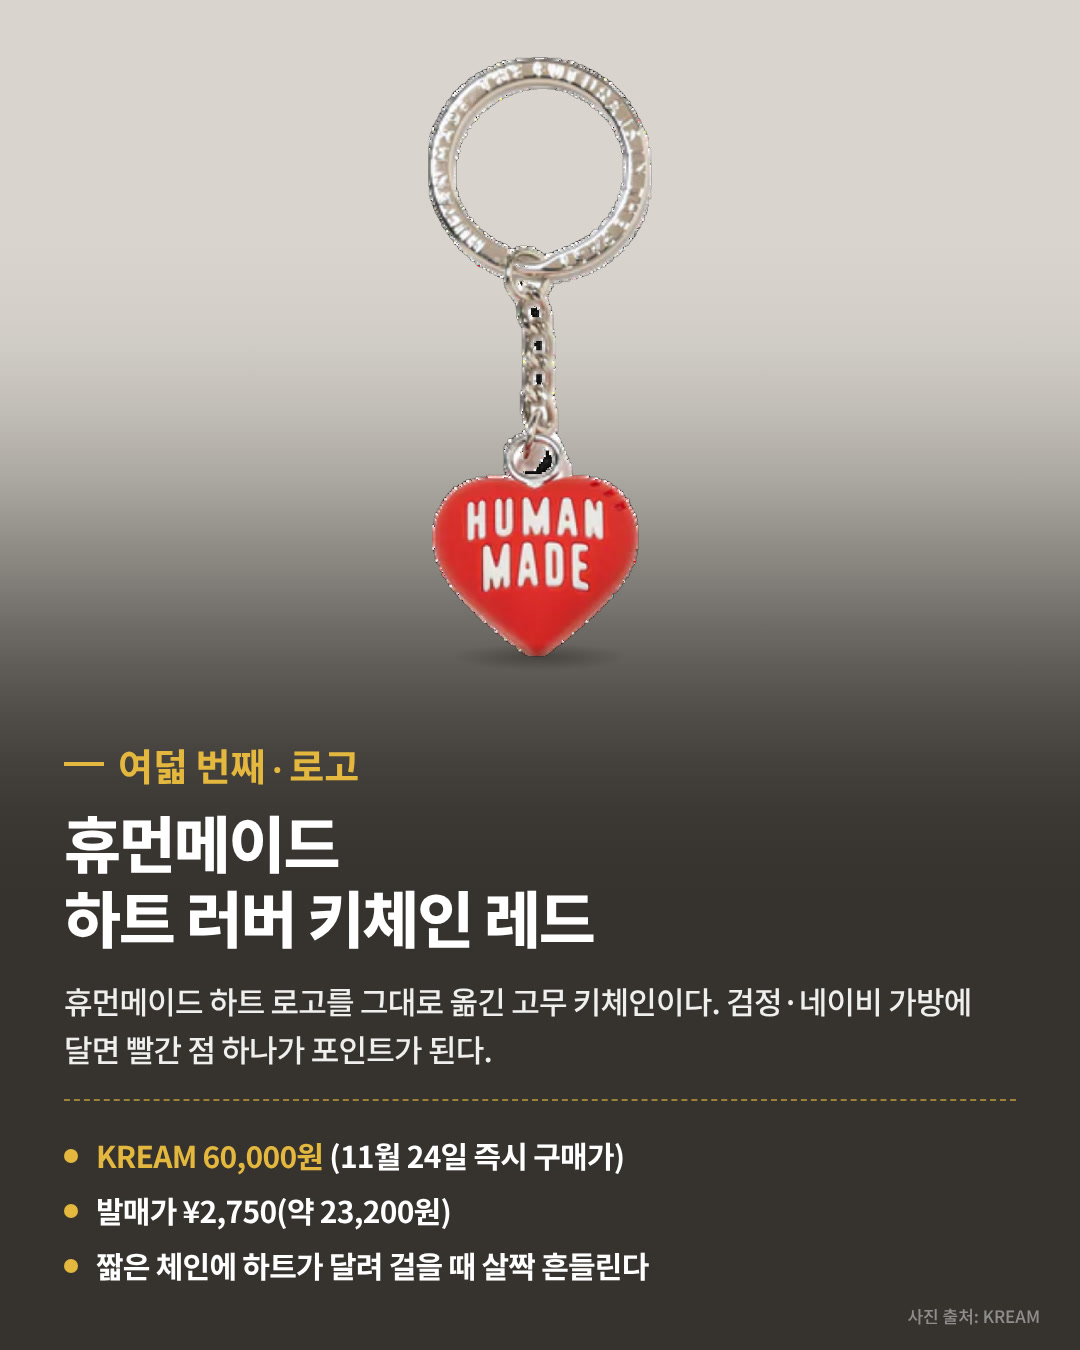 HUMAN
MADE
여덟 번째 · 로고
휴먼메이드
하트 러버 키체인 레드
휴먼메이드 하트 로고를 그대로 옮긴 고무 키체인이다. 검정·네이비 가방에
달면 빨간 점 하나가 포인트가 된다.
KREAM 60,000원 (11월 24일 즉시 구매가)
발매가 ¥2,750(약 23,200원)
짧은 체인에 하트가 달려 걸을 때 살짝 흔들린다
사진 출처: KREAM